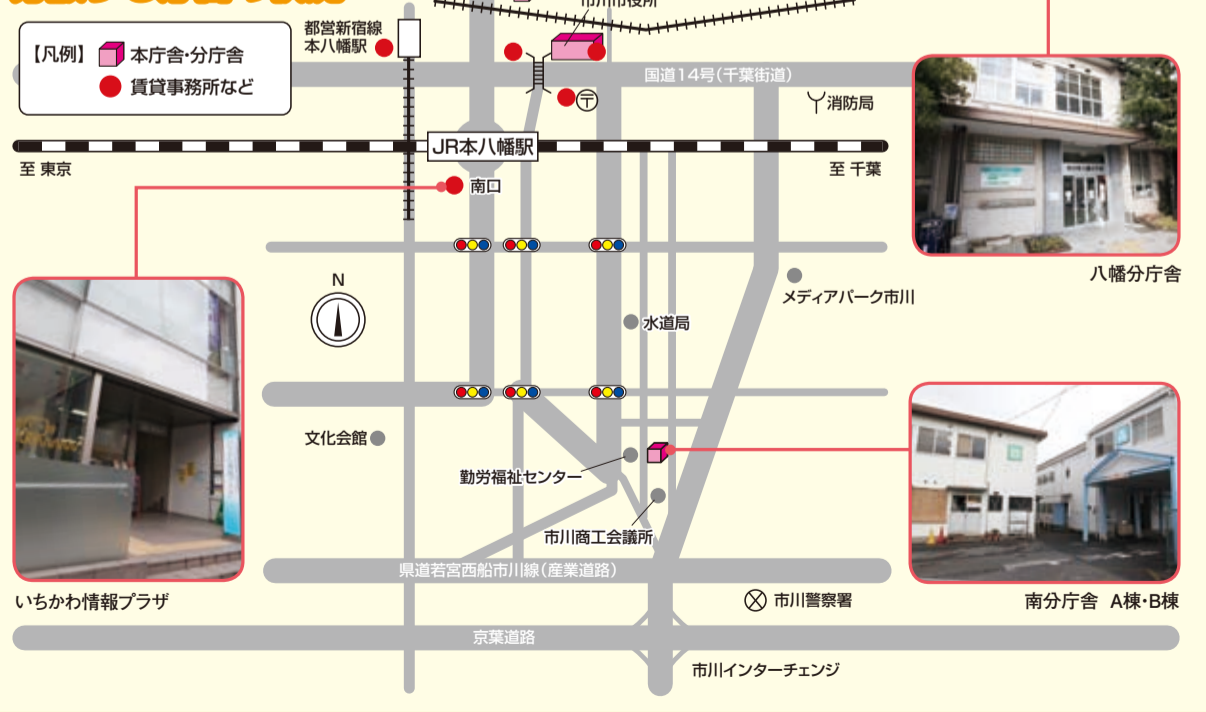 市川市役所
都営新宿線
本八幡駅
【凡例】
本庁舎・分庁舎
賃貸事務所など
国道14号(千葉街道)
〒
消防局
JR本八幡駅
至 東京
至 千葉
南口
八幡分庁舎
N
メディアパーク市川
水道局
文化会館
勤労福祉センター
市川商工会議所
県道若宮西船市川線(産業道路)
いちかわ情報プラザ
市川警察署
南分庁舎 A棟・B棟
京葉道路
市川インターチェンジ